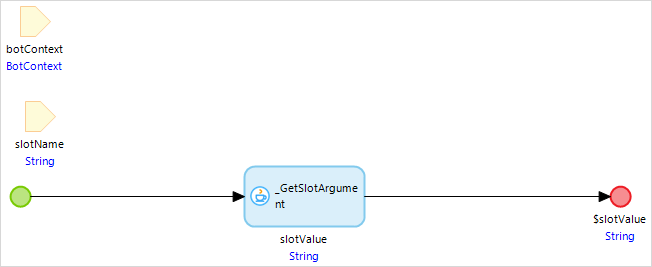 botContext
BotContext
slotName
String
_GetSlotArgume
nt
slotValue
String
$slotValue
String